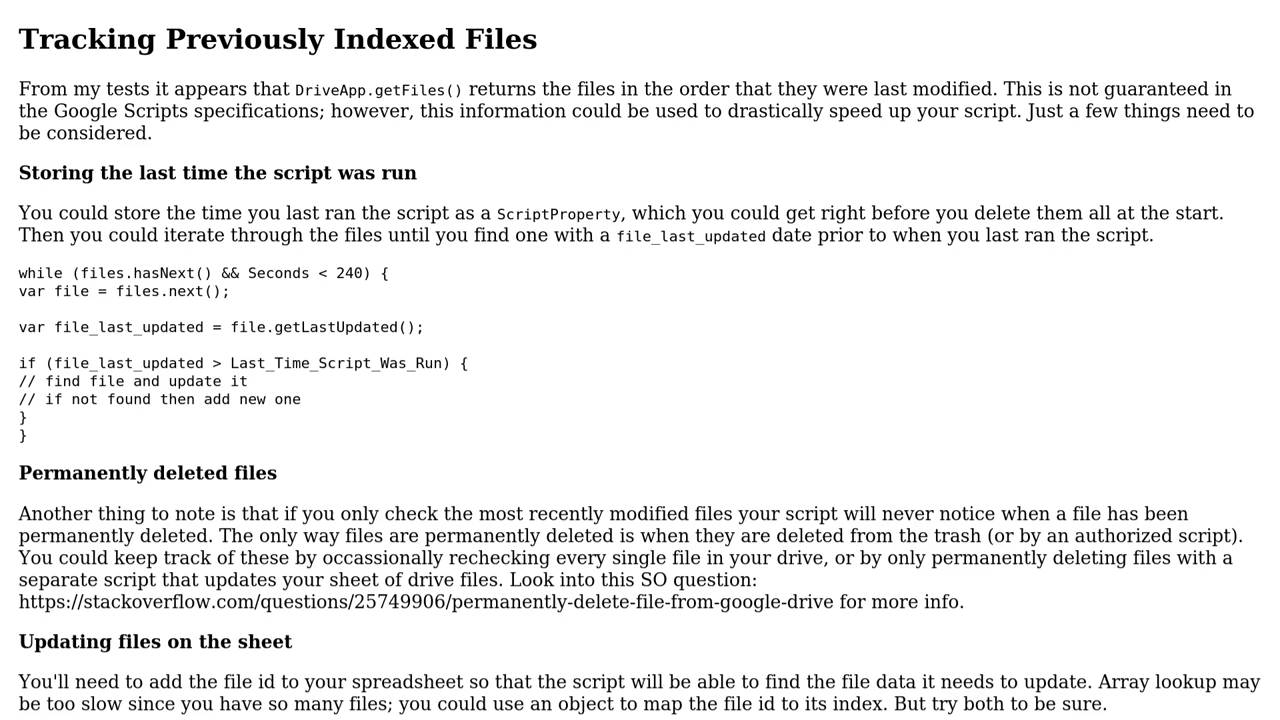 Tracking Previously Indexed Files
From my tests it appears that DriveApp.getFiles() returns the files in the order that they were last modified. This is not guaranteed in
the Google Scripts specifications; however, this information could be used to drastically speed up your script. Just a few things need to
be considered.
Storing the last time the script was run
You could store the time you last ran the script as a ScriptProperty, which you could get right before you delete them all at the start.
Then you could iterate through the files until you find one with a file_last_updated date prior to when you last ran the script.
while (files.hasNext() && Seconds < 240) {
var file = files.next();
var file_last_updated = file.getLastUpdated();
if (file_last_updated > Last_Time_Script_Was_Run) {
// find file and update it
// if not found then add new one
}
}
Permanently deleted files
Another thing to note is that if you only check the most recently modified files your script will never notice when a file has been
permanently deleted. The only way files are permanently deleted is when they are deleted from the trash (or by an authorized script).
You could keep track of these by occassionally rechecking every single file in your drive, or by only permanently deleting files with a
separate script that updates your sheet of drive files. Look into this SO question:
https://stackoverflow.com/questions/25749906/permanently-delete-file-from-google-drive for more info.
Updating files on the sheet
You'll need to add the file id to your spreadsheet so that the script will be able to find the file data it needs to update. Array lookup may
be too slow since you have so many files; you could use an object to map the file id to its index. But try both to be sure.